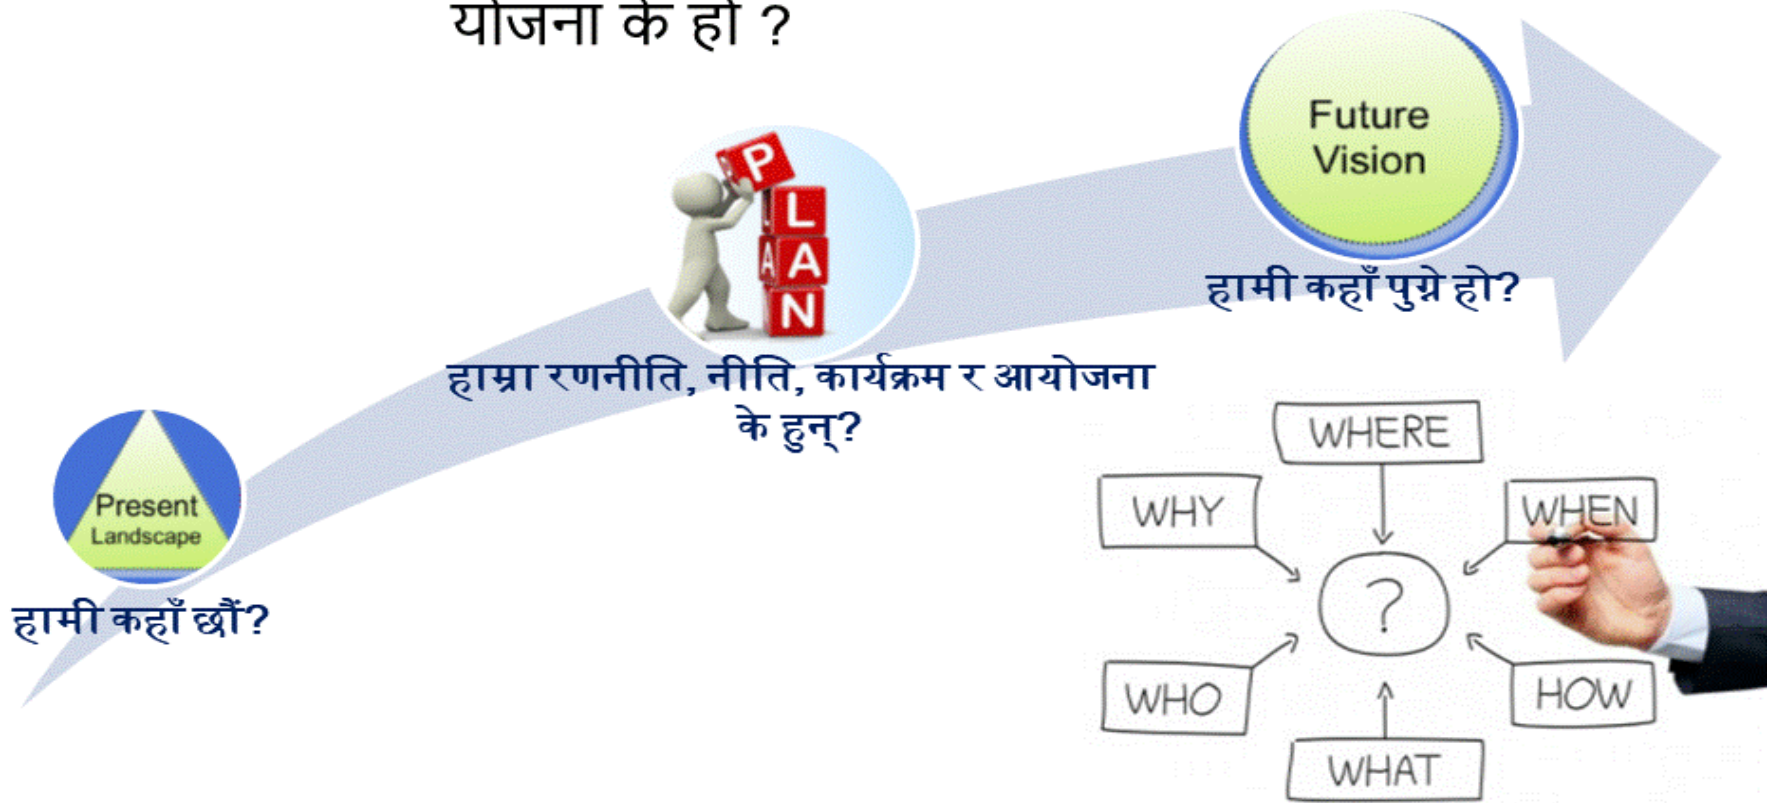 योजना के हो ?
Future
Vision
हामी कहाँ पुग्ने हो?
P
L
A A
N
हाम्रा रणनीति, नीति, कार्यक्रम र आयोजना
के हुन्?
Present
Landscape
हामी कहाँ छौं?
WHERE
WHY
WHEN
?
WHO
HOW
WHAT